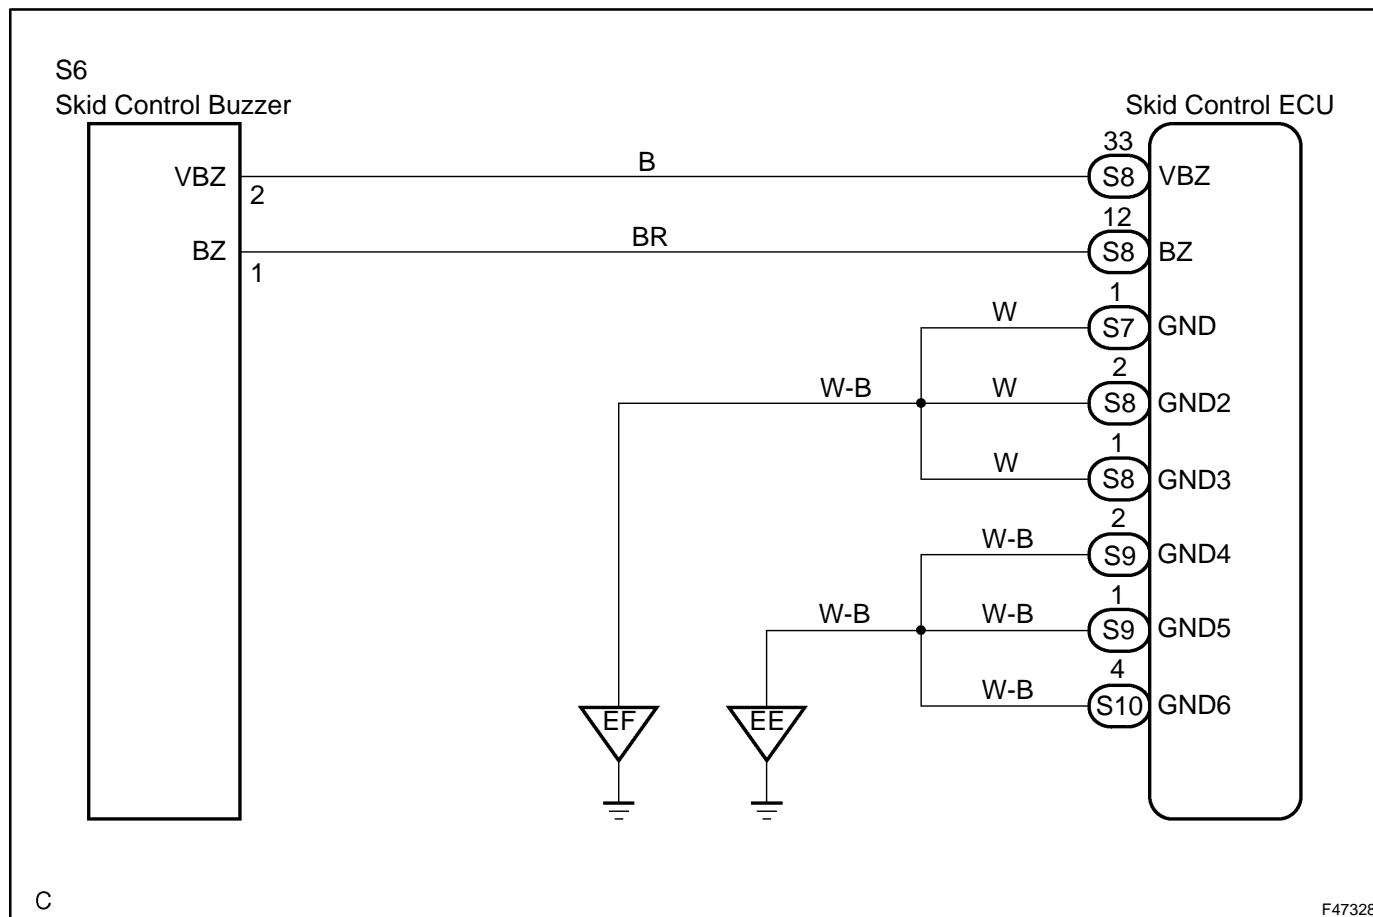 S6
Skid Control Buzzer
Skid Control ECU
VBZ
2
B
33
S8
VBZ
BZ
1
BR
12
S8
BZ
W
1
S7
GND
W-B
W
2
S8
GND2
W
1
S8
GND3
W-B
2
S9
GND4
W-B
W-B
1
S9
GND5
W-B
4
S10
GND6
EF
EE
C
F47328